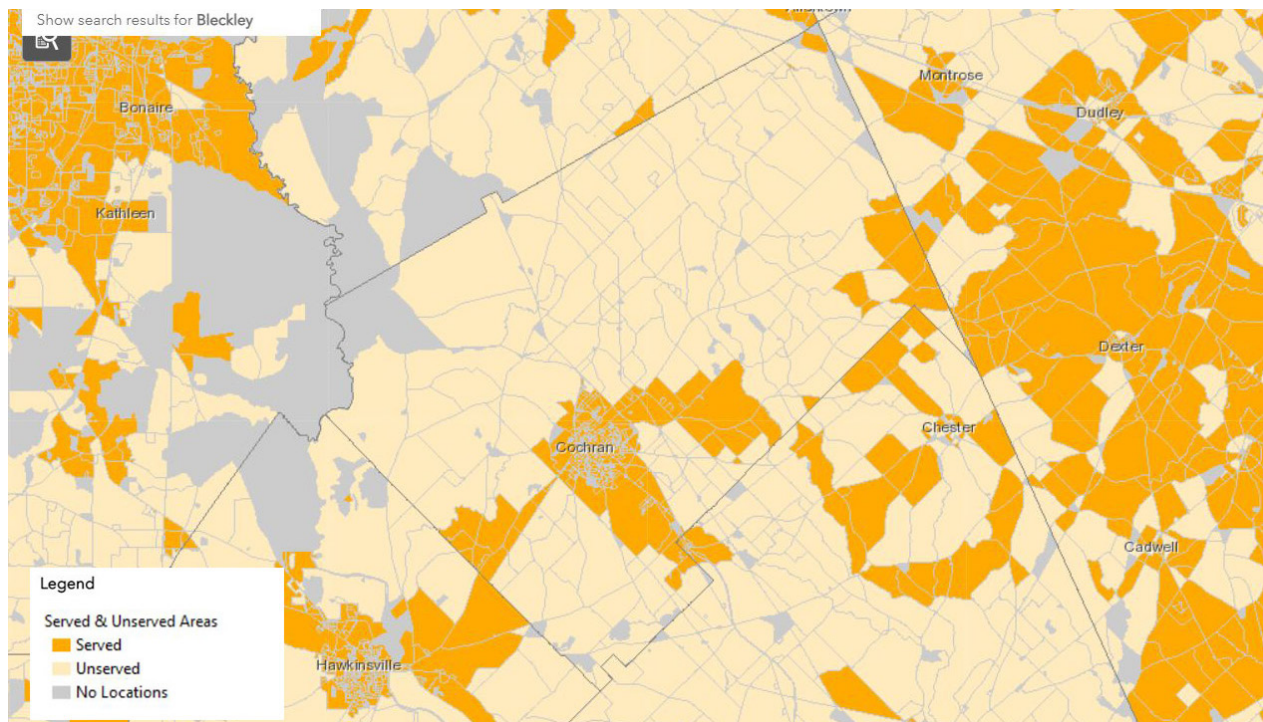 Show search results for Bleckley
Montrose
Bonaire
Dudley
Kathleen
Dexter
Chester
Cochran
Cadwell
Hawkinsville
Legend
Served & Unserved Areas
Served
Unserved
No Locations